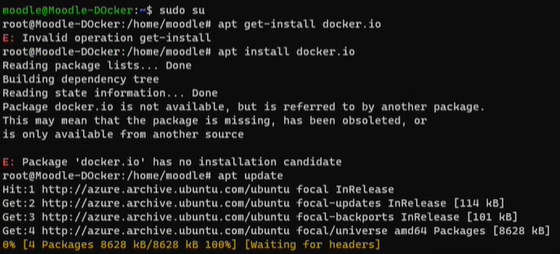 moodle@Moodle-DOcker:~$ sudo su
root@Moodle-DOcker:/home/moodle# apt get-install docker.io
E: Invalid operation get-install
root@Moodle-DOcker:/home/moodle# apt install docker.io
Reading package lists... Done
Building dependency tree
Reading state information... Done
Package docker.io is not available, but is referred to by another package.
This may mean that the package is missing, has been obsoleted, or
is only available from another source
E: Package 'docker.io' has no installation candidate
root@Moodle-DOcker:/home/moodle# apt update
Hit:1 http://azure.archive.ubuntu.com/ubuntu focal InRelease
Get:2 http://azure.archive.ubuntu.com/ubuntu focal-updates InRelease [114 kB]
Get:3 http://azure.archive.ubuntu.com/ubuntu focal-backports InRelease [101 kB]
Get:4 http://azure.archive.ubuntu.com/ubuntu focal/universe amd64 Packages [8628 kB]
0% [4 Packages 8628 kB/8628 kB 100%] [Waiting for headers]